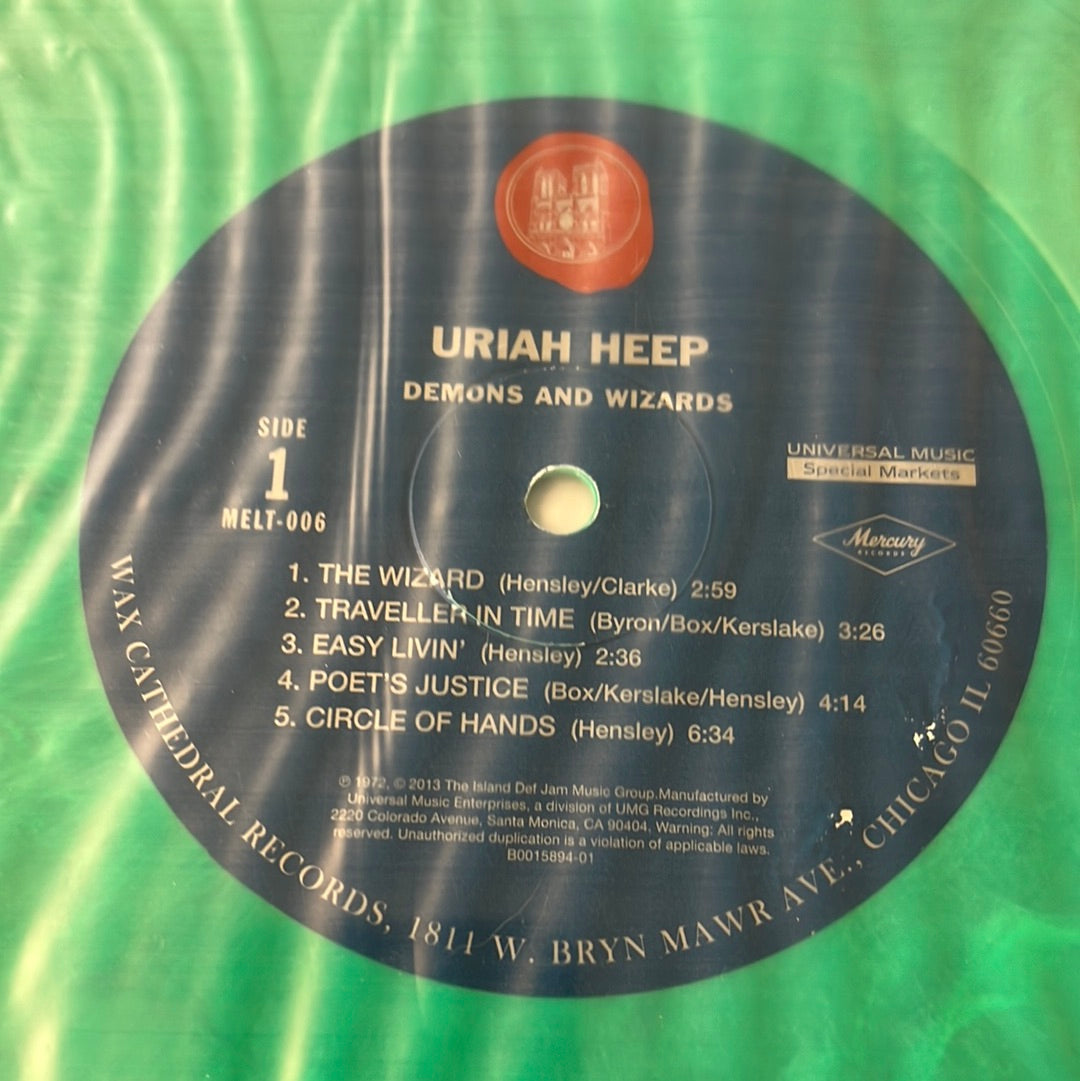 URIAH HEEP
DEMONS AND WIZARDS
SIDE
1
MELT-006
UNIVERSAL MUSIC
Special Markets
Mercury
RECORDS
1. THE WIZARD (Hensley/Clarke) 2:59
2. TRAVELLER IN TIME (Byron/Box/Kerslake) 3:26
3. EASY LIVIN' (Hensley) 2:36
4. POET'S JUSTICE (Box/Kerslake/Hensley) 4:14
5. CIRCLE OF HANDS (Hensley) 6:34
℗ 1972, © 2013 The Island Def Jam Music Group.Manufactured by
Universal Music Enterprises, a division of UMG Recordings Inc.,
2220 Colorado Avenue, Santa Monica, CA 90404, Warning: All rights
reserved. Unauthorized duplication is a violation of applicable laws.
B0015894-01
WAX CATHEDRAL RECORDS, 1811 W. BRYN MAWR AVE., CHICAGO IL 60660